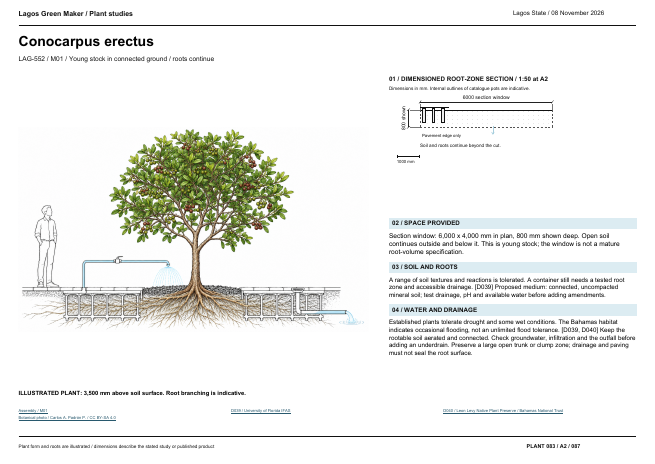 Lagos Green Maker / Plant studies
Lagos State / 08 November 2026
Conocarpus erectus
LAG-552 / M01 / Young stock in connected ground / roots continue
01 / DIMENSIONED ROOT-ZONE SECTION / 1:50 at A2
Dimensions in mm. Internal outlines of catalogue pots are indicative.
6000 section window
800 shown
Pavement edge only
Soil and roots continue beyond the cut.
1000 mm
02 / SPACE PROVIDED
Section window: 6,000 x 4,000 mm in plan, 800 mm shown deep. Open soil
continues outside and below it. This is young stock; the window is not a mature
root-volume specification.
03 / SOIL AND ROOTS
A range of soil textures and reactions is tolerated. A container still needs a tested root
zone and accessible drainage. [D039] Proposed medium: connected, uncompacted
mineral soil; test drainage, pH and available water before adding amendments.
04 / WATER AND DRAINAGE
Established plants tolerate drought and some wet conditions. The Bahamas habitat
indicates occasional flooding, not an unlimited flood tolerance. [D039, D040] Keep the
rootable soil aerated and connected. Check groundwater, infiltration and the outfall before
adding an underdrain. Preserve a large open trunk or clump zone; drainage and paving
must not seal the root surface.
ILLUSTRATED PLANT: 3,500 mm above soil surface. Root branching is indicative.
Assembly / M01
D039 / University of Florida IFAS
D040 / Leon Levy Native Plant Preserve / Bahamas National Trust
Botanical photo / Carlos A. Padrón P. / CC BY-SA 4.0
Plant form and roots are illustrated / dimensions describe the stated study or published product
PLANT 083 / A2 / 087